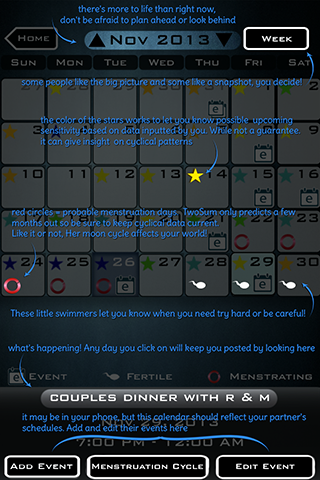 there's more to life than right now,
don't be afraid to plan ahead or look behind
Home
Nov 2013
Week
Sun Mon Tue Wed Thu Fri Sat
some people like the big picture and some like a snapshot, you decide!
the color of the stars works to let you know possible upcoming
sensitivity based on data inputted by you. While not a guarantee,
it can give insight on cyclical patterns
10 11 12 13 14 15 16
red circles = probable menstruation days. TwoSum only predicts a few
months out so be sure to keep cyclical data current.
Like it or not, Her moon cycle affects your world!
24 25 26 27 28 29 30
These little swimmers let you know when you need try hard or be careful!
what's happening! Any day you click on will keep you posted by looking here
e Event Fertile Menstrating
COUPLES DINNER WITH R & M
it may be in your phone, but this calendar should reflect your partner's
schedules. Add and edit their events here
Nov 29, 2013
7:00 PM - 12:00 AM
Add Event
Menstruation Cycle
Edit Event